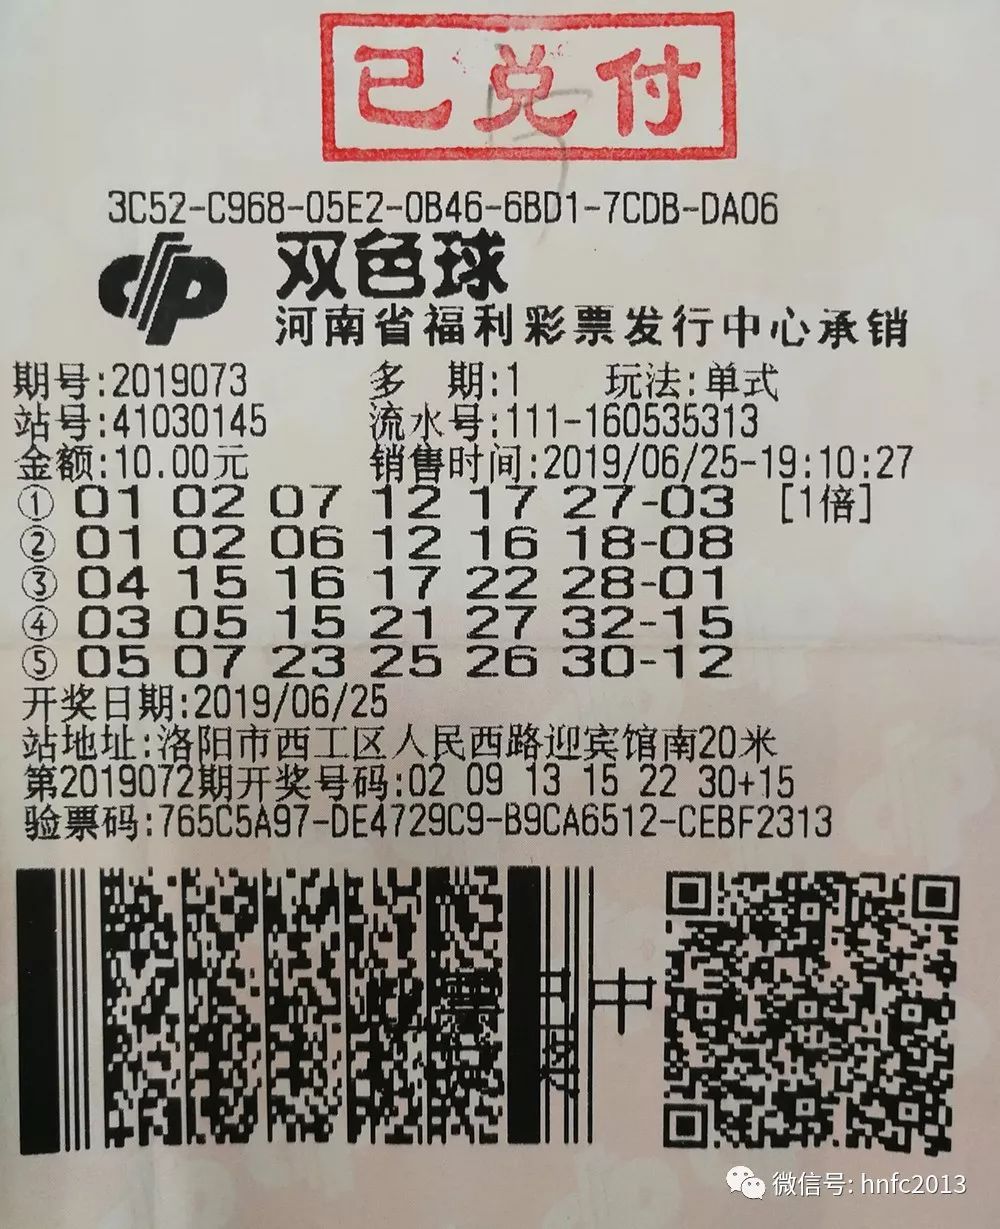 已兑付
3C52-C968-05E2-0B46-6BD1-7CDB-DA06
双色球
河南省福利彩票发行中心承销
期号:2019073 多 期:1 玩法:单式
站号:41030145 流水号:111-160535313
金额:10.00元 销售时间:2019/06/25-19:10:27
① 01 02 07 12 17 27-03 [1倍]
② 01 02 06 12 16 18-08
③ 04 15 16 17 22 28-01
④ 03 05 15 21 27 32-15
⑤ 05 07 23 25 26 30-12
开奖日期:2019/06/25
站地址:洛阳市西工区人民西路迎宾馆南20米
第2019072期开奖号码:02 09 13 15 22 30+15
验票码:765C5A97-DE4729C9-B9CA6512-CEBF2313
中
微信号: hnfc2013